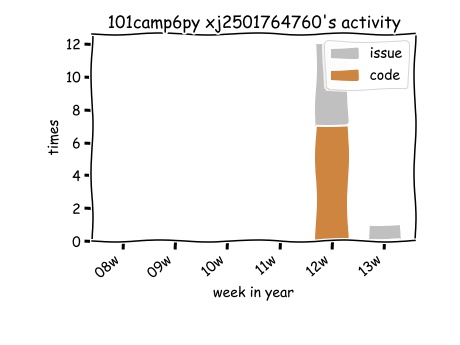 101camp6py xj2501764760's activity
issue
code
12
10
8
6
4
2
0
times
08w 09w 10w 11w 12w 13w
week in year